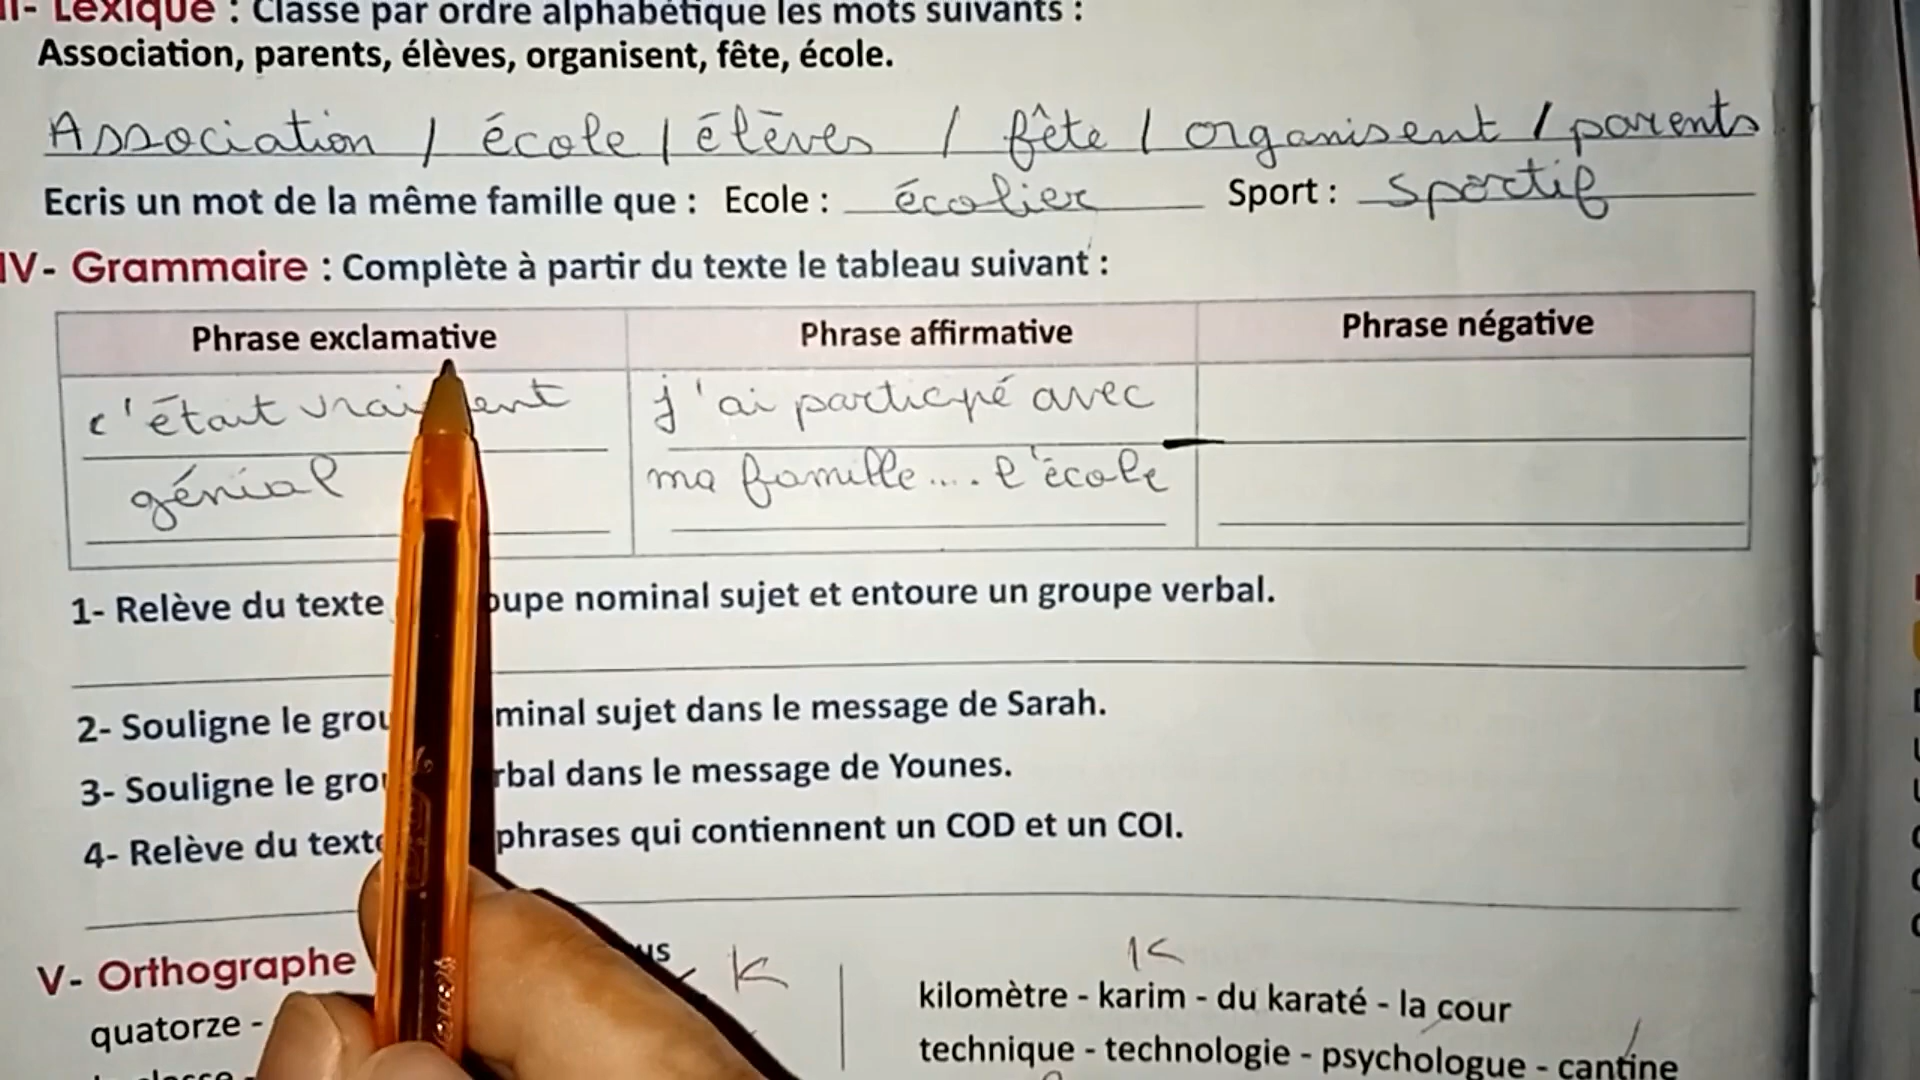 Lexique : Classe par ordre alphabétique les mots suivants :
Association, parents, élèves, organisent, fête, école.
Association / école / élèves / fête / organisent / parents
Ecris un mot de la même famille que : Ecole : écolier Sport : sportif
IV- Grammaire : Complète à partir du texte le tableau suivant :
Phrase exclamative Phrase affirmative Phrase négative
c'était vraiment j'ai participé avec
génial ma famille.... l'école
1- Relève du texte oupe nominal sujet et entoure un groupe verbal.
2- Souligne le grou minal sujet dans le message de Sarah.
3- Souligne le grou rbal dans le message de Younes.
4- Relève du texte phrases qui contiennent un COD et un COI.
K
V- Orthographe us K
kilomètre - karim - du karaté - la cour
quatorze -
technique - technologie - psychologue - cantine